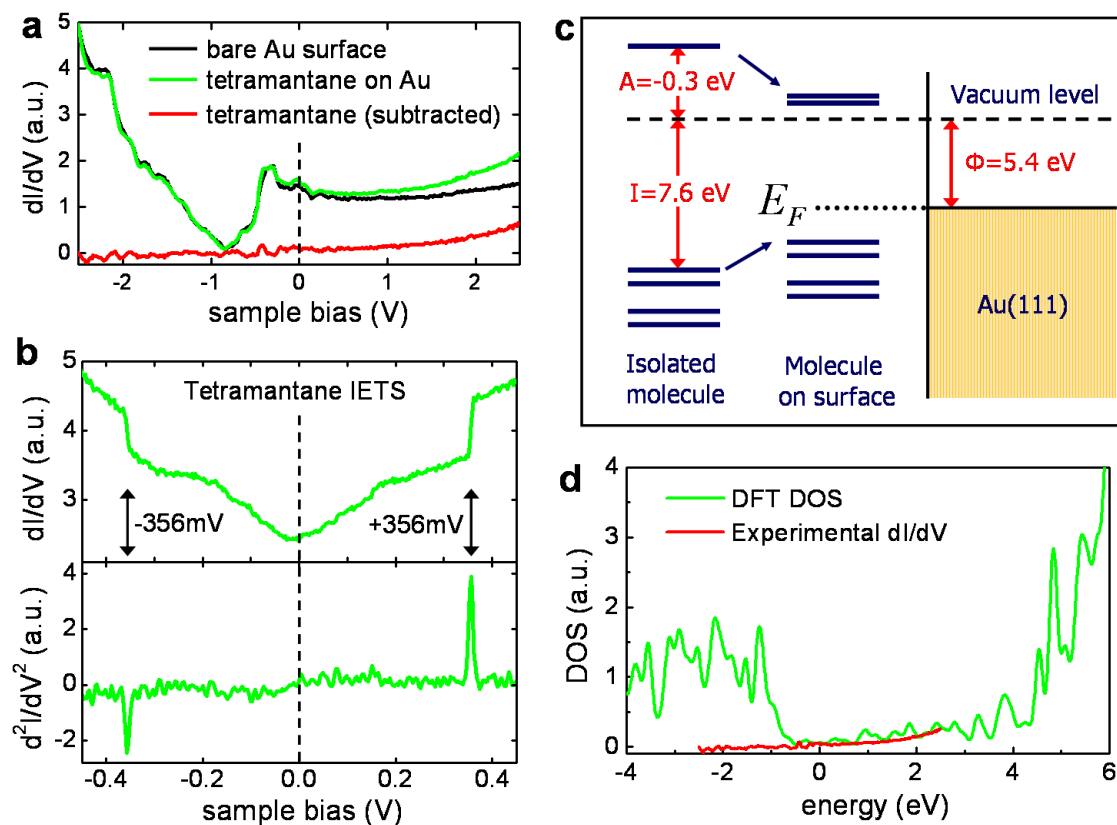 a
5
4
3
2
1
0
dI/dV (a.u.)
bare Au surface
tetramantane on Au
tetramantane (subtracted)
-2
-1
0
1
2
sample bias (V)
b
5
4
3
dI/dV (a.u.)
Tetramantane IETS
-356mV
+356mV
4
2
0
-2
d²I/dV² (a.u.)
-0.4
-0.2
0.0
0.2
0.4
sample bias (V)
c
A=-0.3 eV
Vacuum level
I=7.6 eV
Φ=5.4 eV
E_F
Au(111)
Isolated
molecule
Molecule
on surface
d
4
3
2
1
0
DOS (a.u.)
DFT DOS
Experimental dI/dV
-4
-2
0
2
4
6
energy (eV)